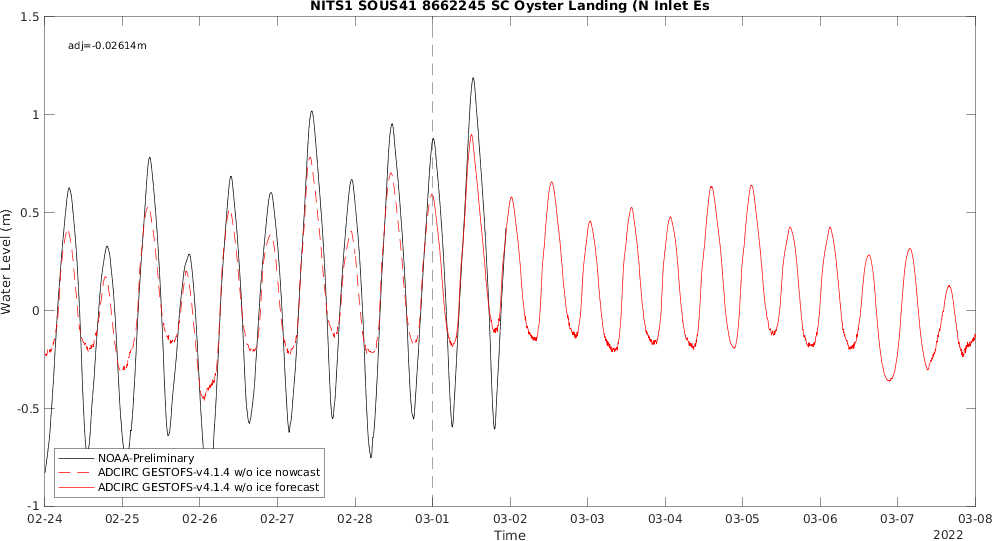 NITS1 SOUS41 8662245 SC Oyster Landing (N Inlet Es
adj=-0.02614m
Water Level (m)
1.5
1
0.5
0
-0.5
-1
NOAA-Preliminary
ADCIRC GESTOFS-v4.1.4 w/o ice nowcast
ADCIRC GESTOFS-v4.1.4 w/o ice forecast
02-24 02-25 02-26 02-27 02-28 03-01 03-02 03-03 03-04 03-05 03-06 03-07 03-08
Time
2022